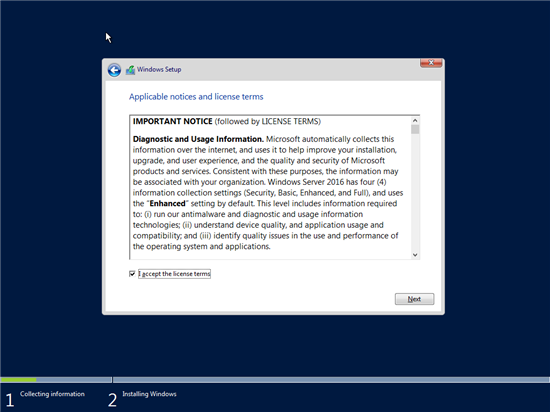 Windows Setup
Applicable notices and license terms
IMPORTANT NOTICE (followed by LICENSE TERMS)
Diagnostic and Usage Information. Microsoft automatically collects this
information over the internet, and uses it to help improve your installation,
upgrade, and user experience, and the quality and security of Microsoft
products and services. Consistent with these purposes, the information may
be associated with your organization. Windows Server 2016 has four (4)
information collection settings (Security, Basic, Enhanced, and Full), and uses
the "Enhanced" setting by default. This level includes information required
to: (i) run our antimalware and diagnostic and usage information
technologies; (ii) understand device quality, and application usage and
compatibility; and (iii) identify quality issues in the use and performance of
the operating system and applications.
I accept the license terms
Next
1 Collecting information
2 Installing Windows